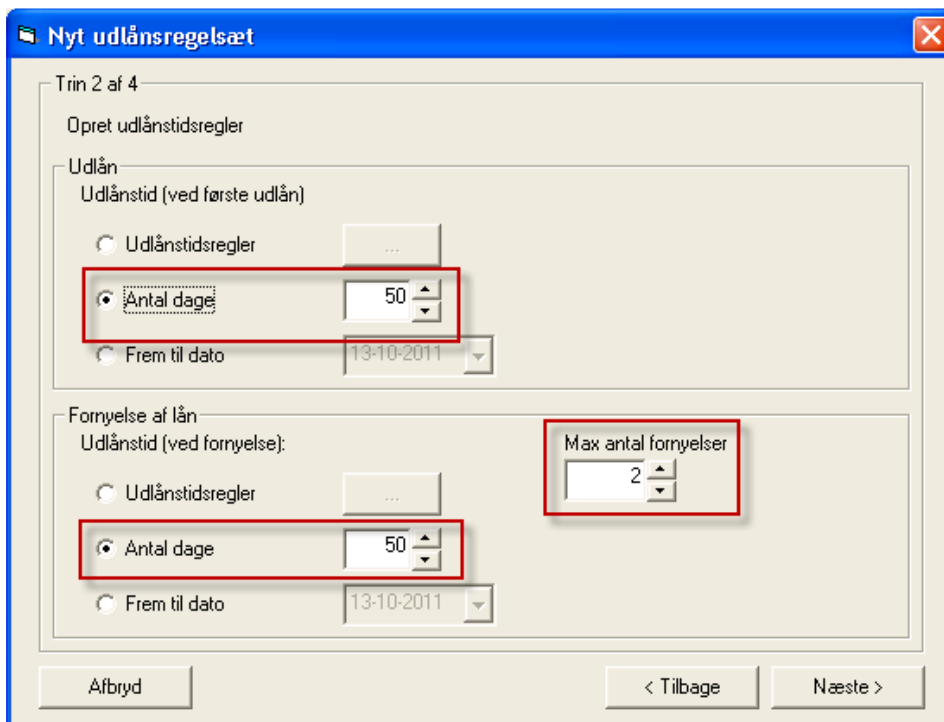 Nyt udlånsregelsæt
Trin 2 af 4
Opret udlånstidsregler
Udlån
Udlånstid (ved første udlån)
Udlånstidsregler ...
Antal dage 50
Frem til dato 13-10-2011
Fornyelse af lån
Udlånstid (ved fornyelse): Max antal fornyelser
2
Udlånstidsregler ...
Antal dage 50
Frem til dato 13-10-2011
Afbryd < Tilbage Næste >